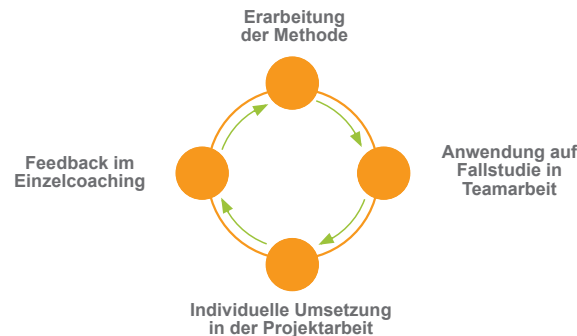 Erarbeitung
der Methode
Anwendung auf
Fallstudie in
Teamarbeit
Individuelle Umsetzung
in der Projektarbeit
Feedback im
Einzelcoaching